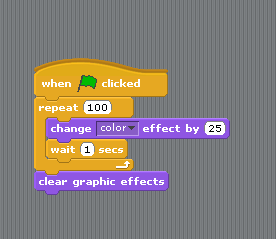 when clicked
repeat 100
change color effect by 25
wait 1 secs
clear graphic effects